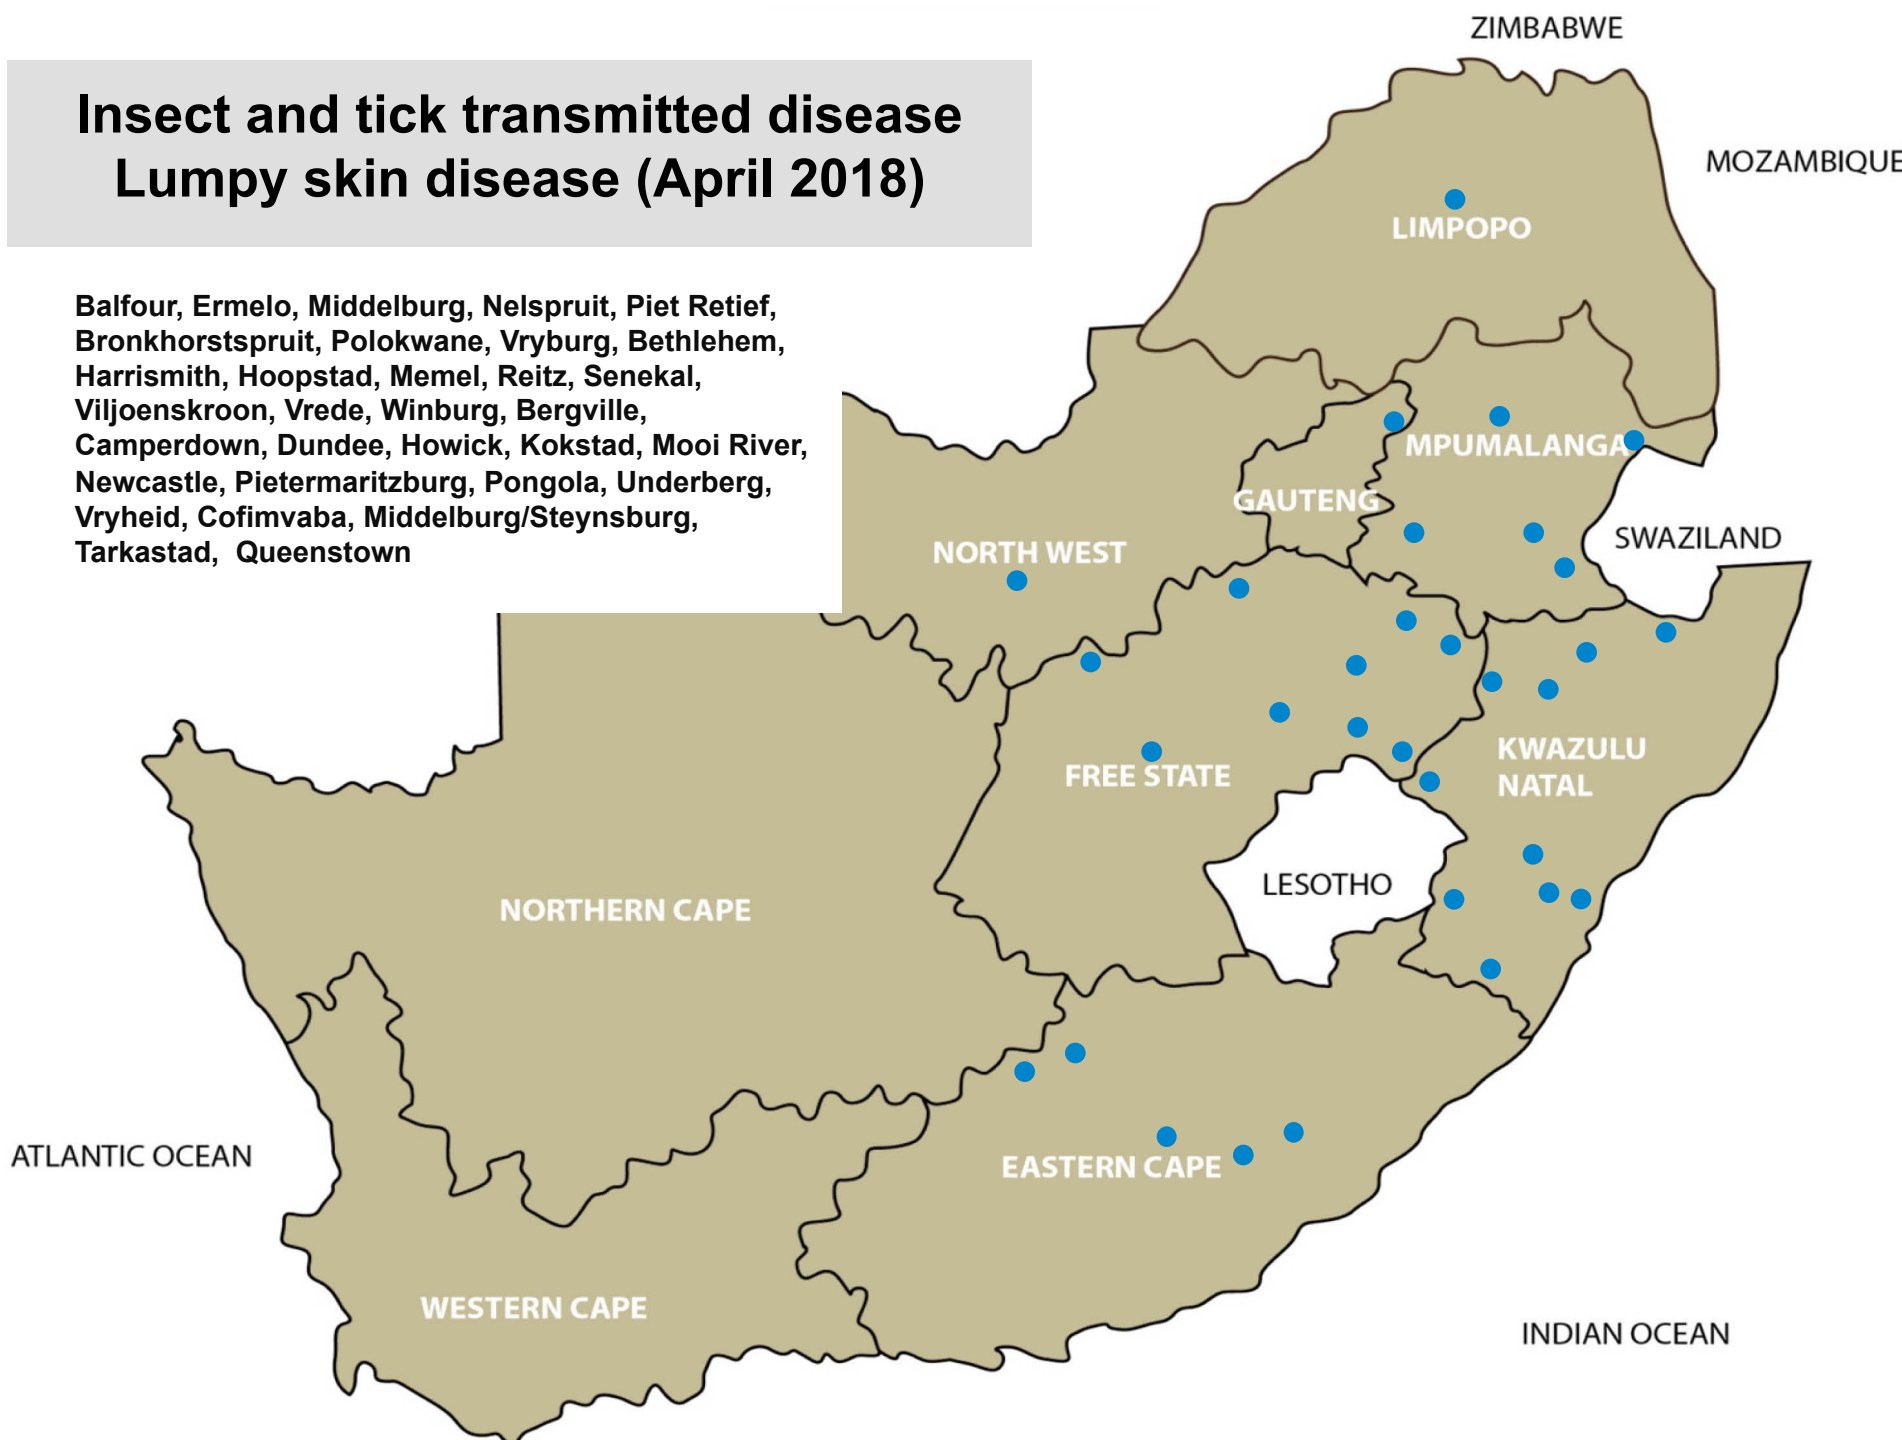 ZIMBABWE
Insect and tick transmitted disease
Lumpy skin disease (April 2018)
MOZAMBIQUE
LIMPOPO
Balfour, Ermelo, Middelburg, Nelspruit, Piet Retief,
Bronkhorstspruit, Polokwane, Vryburg, Bethlehem,
Harrismith, Hoopstad, Memel, Reitz, Senekal,
Viljoenskroon, Vrede, Winburg, Bergville,
Camperdown, Dundee, Howick, Kokstad, Mooi River,
Newcastle, Pietermaritzburg, Pongola, Underberg,
Vryheid, Cofimvaba, Middelburg/Steynsburg,
Tarkastad, Queenstown
MPUMALANGA
GAUTENG
SWAZILAND
NORTH WEST
KWAZULU
NATAL
FREE STATE
LESOTHO
NORTHERN CAPE
ATLANTIC OCEAN
EASTERN CAPE
WESTERN CAPE
INDIAN OCEAN